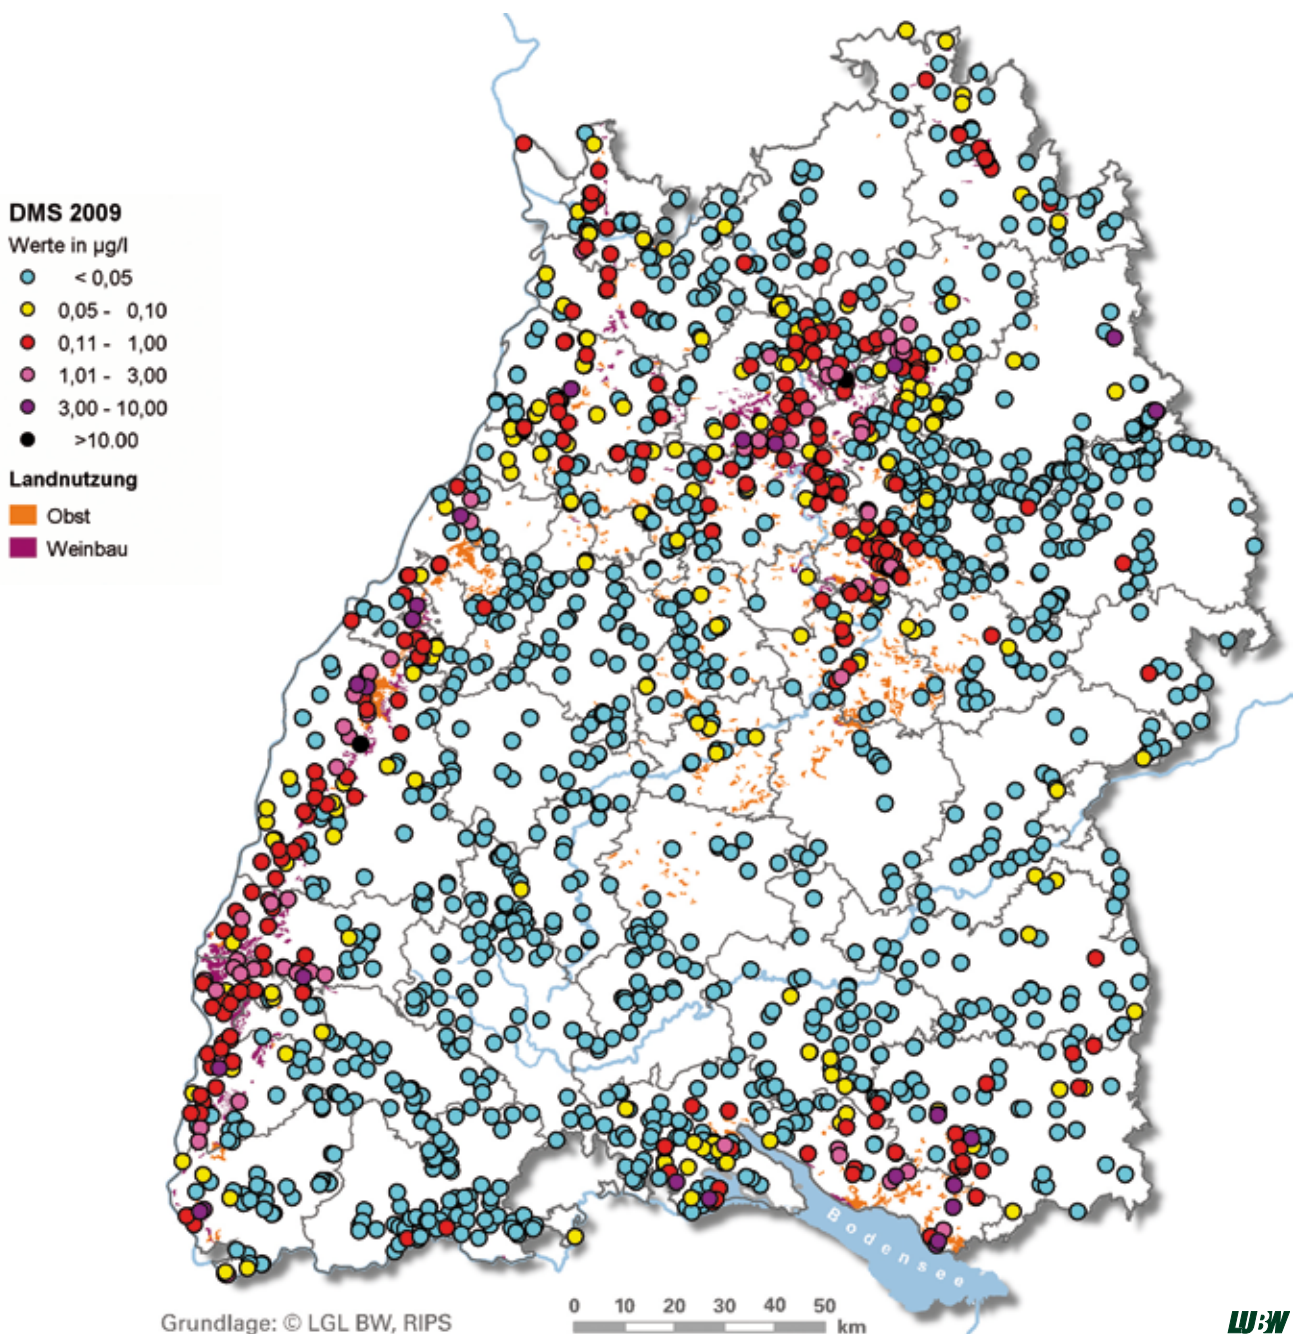 DMS 2009
Werte in µg/l
< 0,05
0,05 - 0,10
0,11 - 1,00
1,01 - 3,00
3,00 - 10,00
>10.00
Landnutzung
Obst
Weinbau
Bodensee
Grundlage: © LGL BW, RIPS
0 10 20 30 40 50
km
LUBW